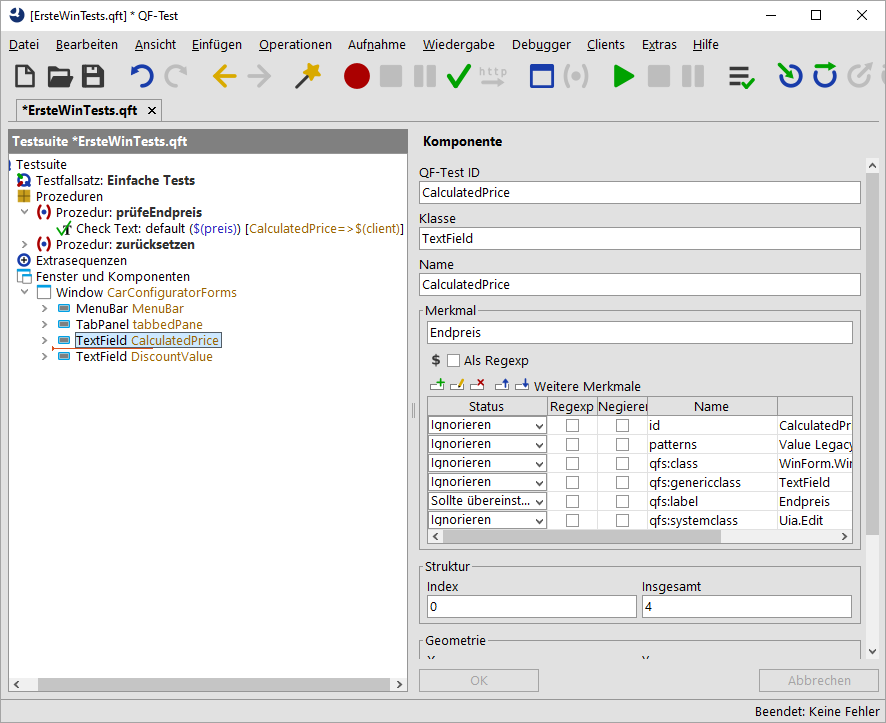 [ErsteWinTests.qft] * QF-Test
Datei Bearbeiten Ansicht Einfügen Operationen Aufnahme Wiedergabe Debugger Clients Extras Hilfe
http
*ErsteWinTests.qft
Testsuite *ErsteWinTests.qft
Testsuite
Testfallsatz: Einfache Tests
Prozeduren
Prozedur: prüfeEndpreis
Check Text: default ($(preis)) [CalculatedPrice=>$(client)]
Prozedur: zurücksetzen
Extrasequenzen
Fenster und Komponenten
Window CarConfiguratorForms
MenuBar MenuBar
TabPanel tabbedPane
TextField CalculatedPrice
TextField DiscountValue
Komponente
QF-Test ID
CalculatedPrice
Klasse
TextField
Name
CalculatedPrice
Merkmal
Endpreis
$ Als Regexp
Weitere Merkmale
Status Regexp Negieren Name
Ignorieren id CalculatedPr
Ignorieren patterns Value Legacy
Ignorieren qfs:class WinForm.Win
Ignorieren qfs:genericclass TextField
Sollte übereinst... qfs:label Endpreis
Ignorieren qfs:systemclass Uia.Edit
Struktur
Index Insgesamt
0 4
Geometrie
OK Abbrechen
Beendet: Keine Fehler